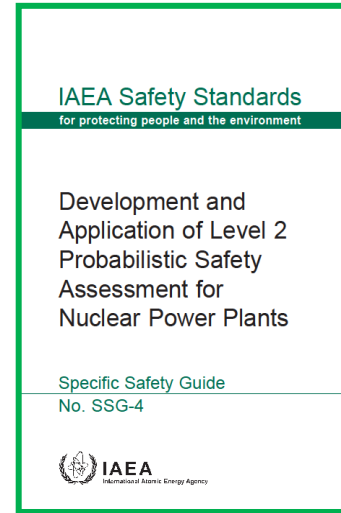 IAEA Safety Standards
for protecting people and the environment
Development and
Application of Level 2
Probabilistic Safety
Assessment for
Nuclear Power Plants
Specific Safety Guide
No. SSG-4
IAEA
International Atomic Energy Agency